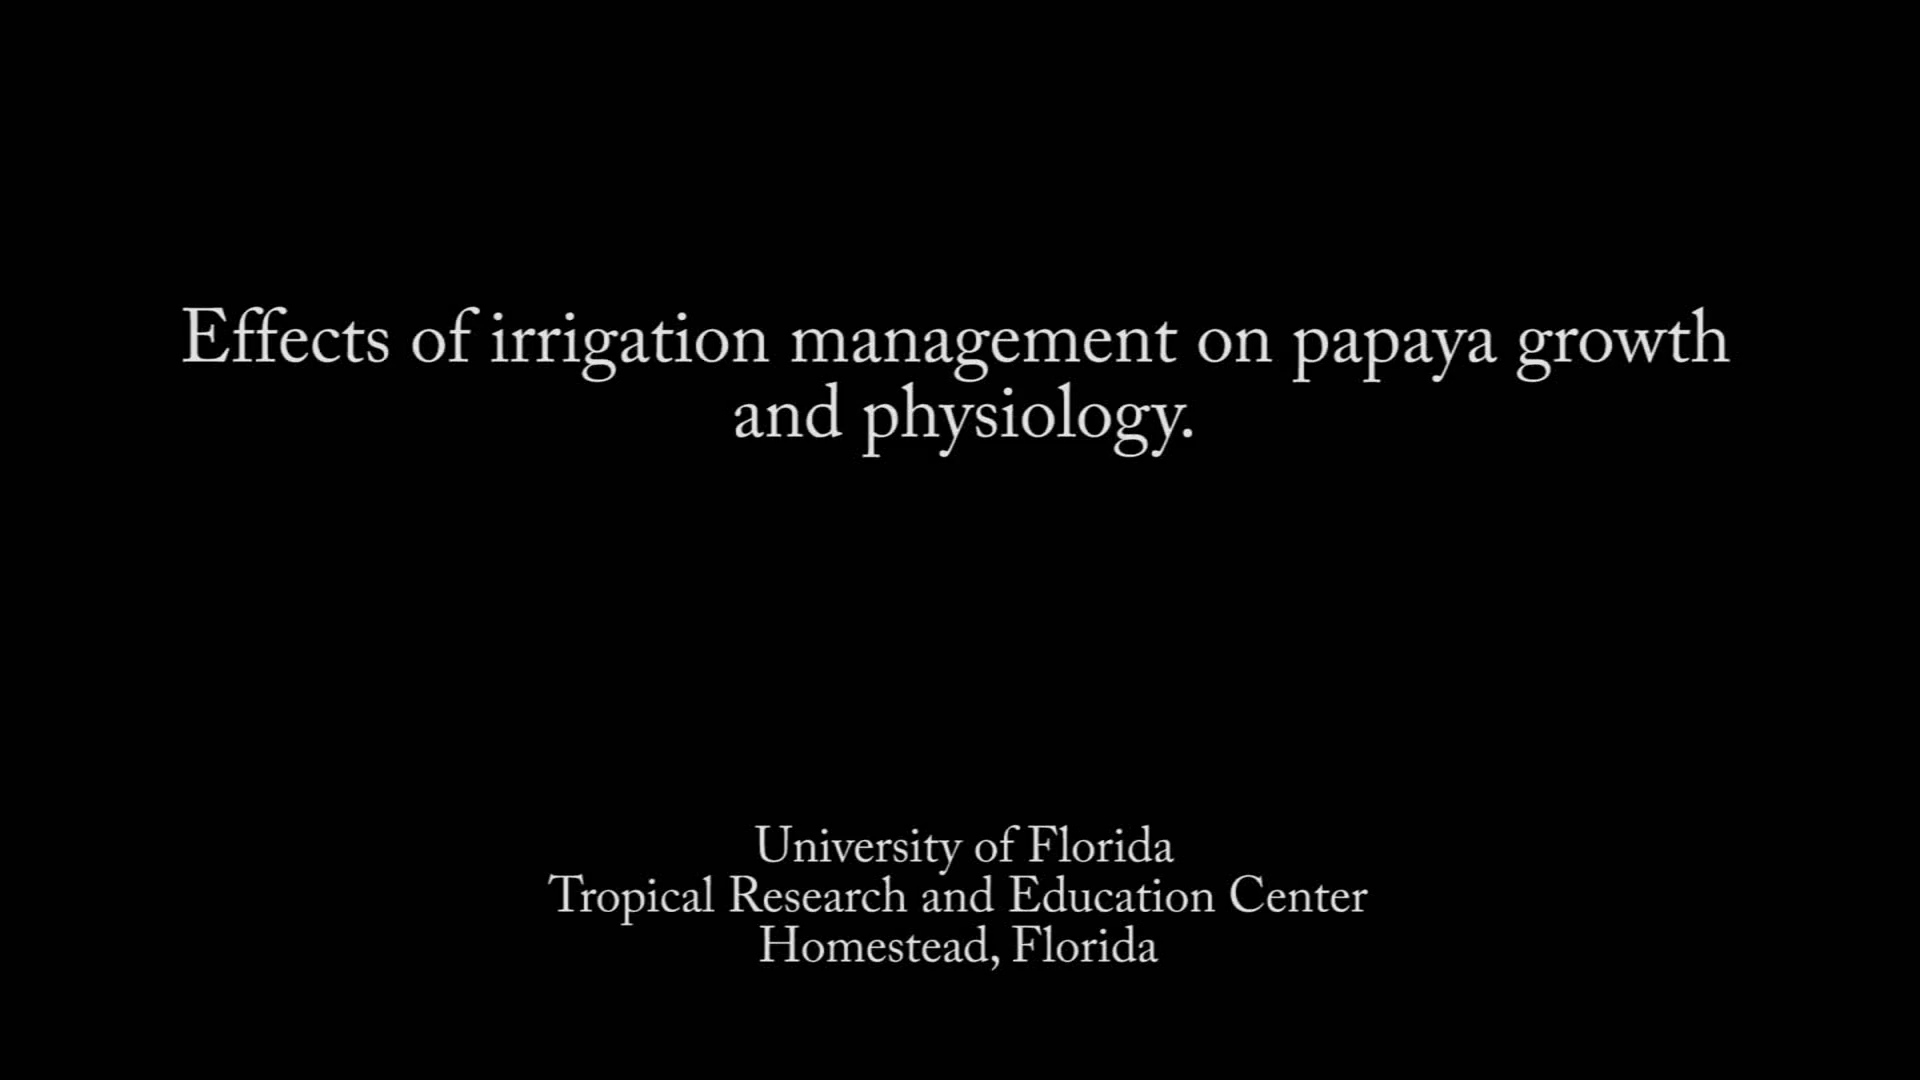 Effects of irrigation management on papaya growth
and physiology.
University of Florida
Tropical Research and Education Center
Homestead, Florida